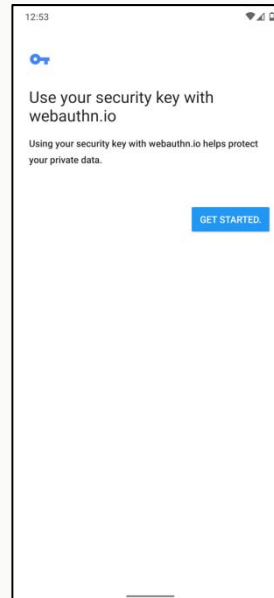 12:53
Use your security key with
webauthn.io
Using your security key with webauthn.io helps protect
your private data.
GET STARTED.